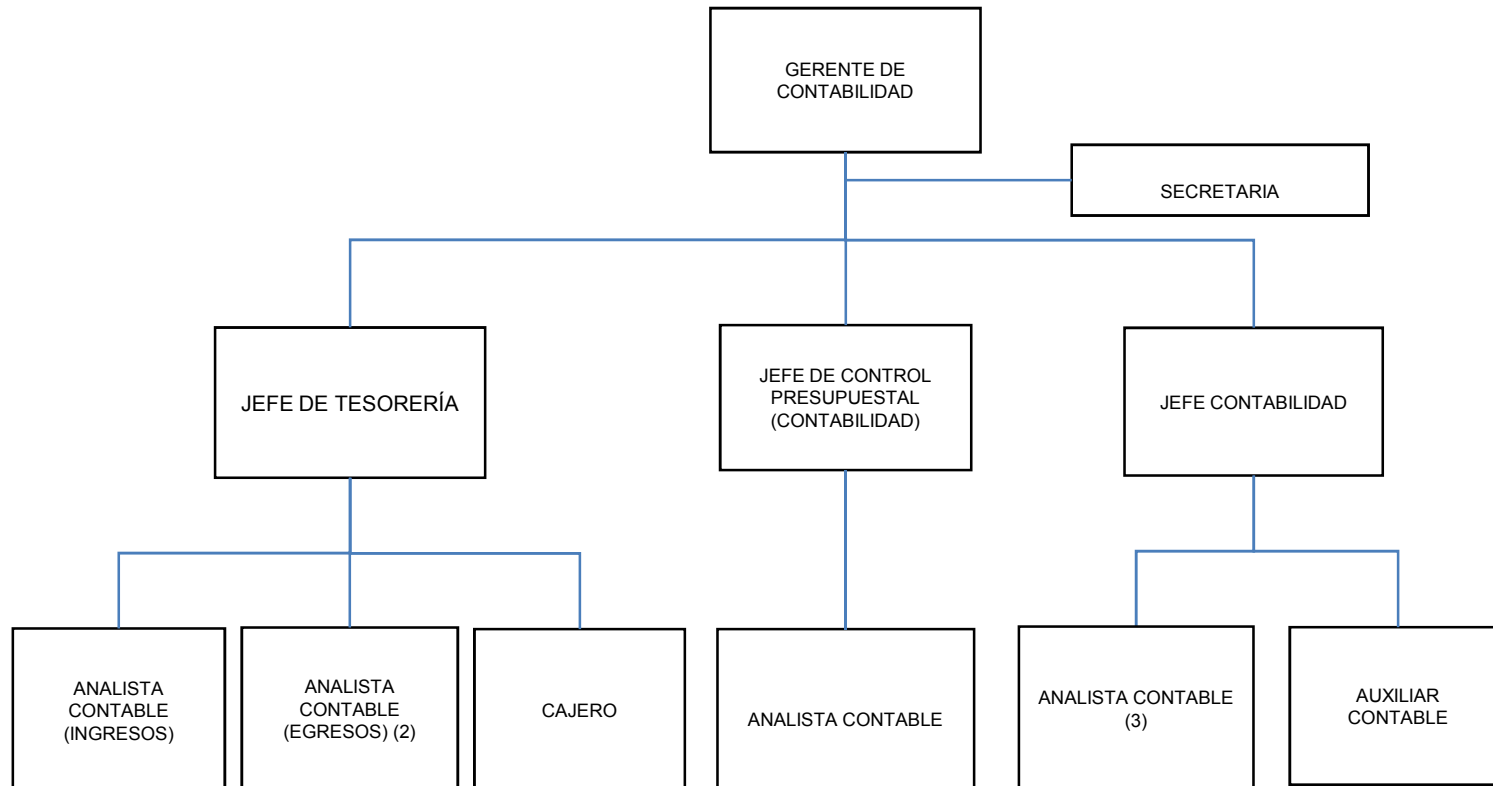 GERENTE DE
CONTABILIDAD
SECRETARIA
JEFE DE TESORERÍA
JEFE DE CONTROL
PRESUPUESTAL
(CONTABILIDAD)
JEFE CONTABILIDAD
ANALISTA
CONTABLE
(INGRESOS)
ANALISTA
CONTABLE
(EGRESOS) (2)
CAJERO
ANALISTA CONTABLE
ANALISTA CONTABLE
(3)
AUXILIAR
CONTABLE